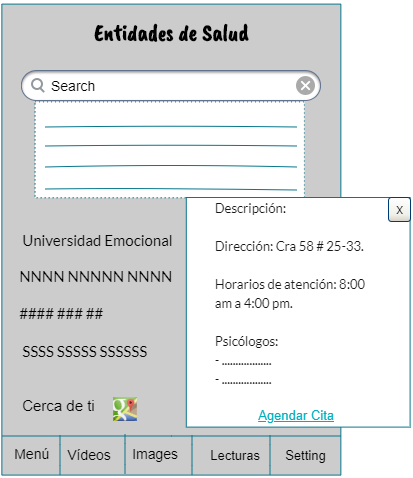 Entidades de Salud
Search
Universidad Emocional
NNNN NNNNN NNNN
#### ### ##
SSSS SSSSS SSSSSS
Cerca de ti
Descripción:
X
Dirección: Cra 58 # 25-33.
Horarios de atención: 8:00
am a 4:00 pm.
Psicólogos:
- ..................
- ..................
Agendar Cita
Menú Vídeos Images Lecturas Setting